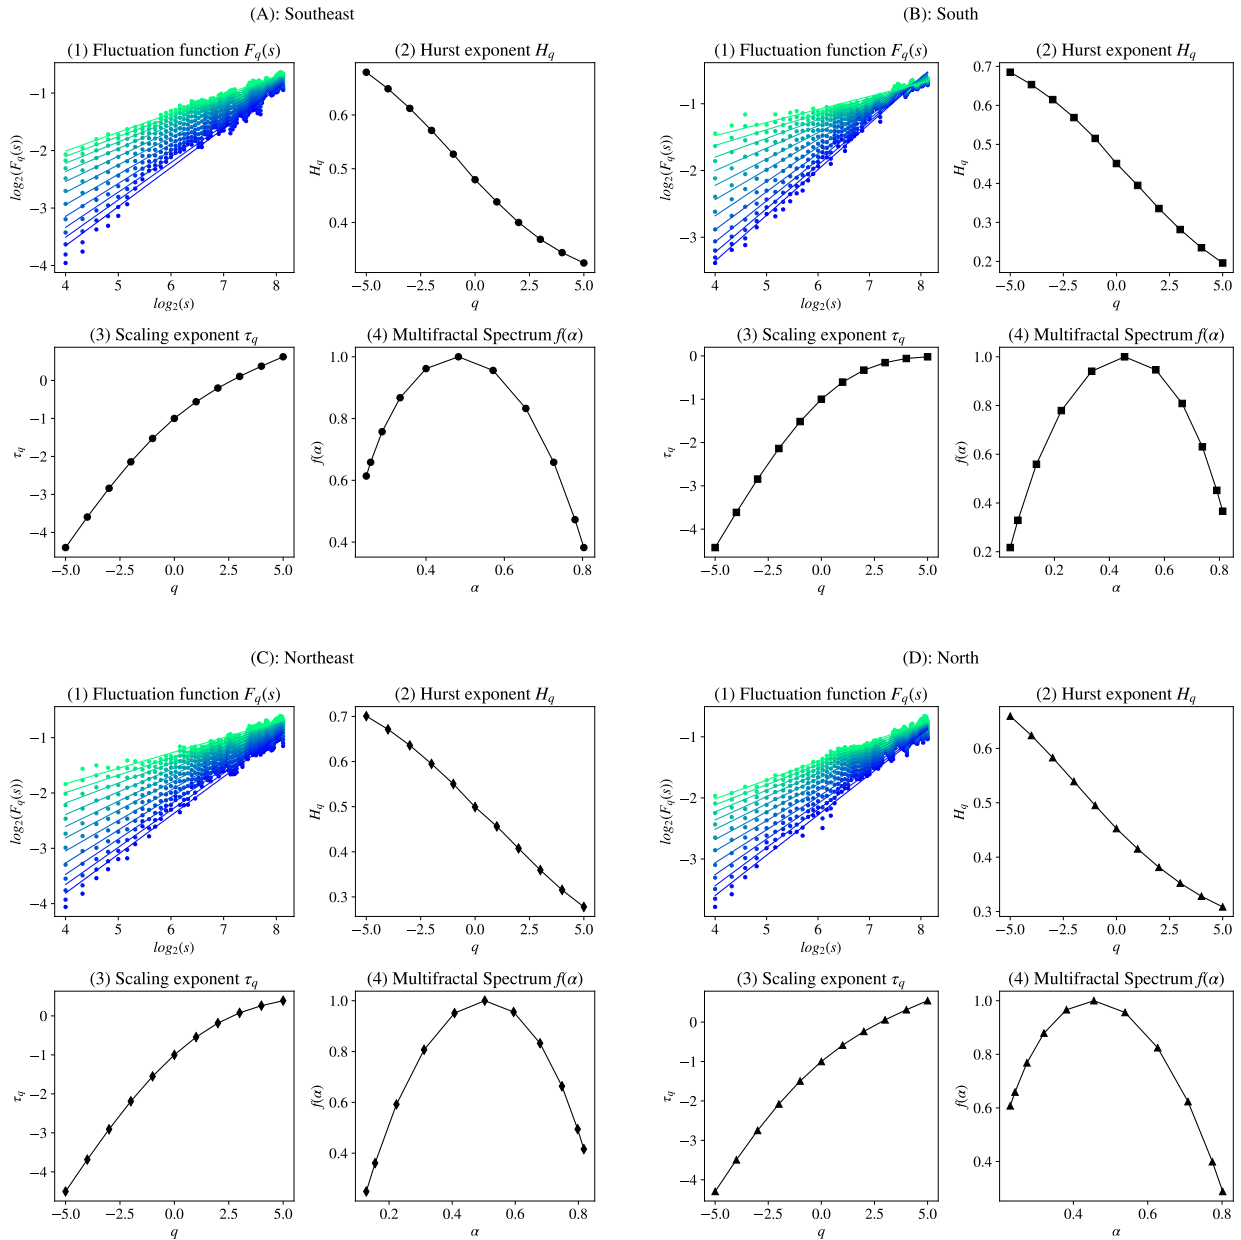 (A): Southeast
(1) Fluctuation function F_q(s)
−1
−2
−3
−4
log_2(F_q(s))
4 5 6 7 8
log_2(s)
(2) Hurst exponent H_q
0.6
0.5
0.4
H_q
−5.0 −2.5 0.0 2.5 5.0
q
(3) Scaling exponent τ_q
0
−1
−2
−3
−4
τ_q
−5.0 −2.5 0.0 2.5 5.0
q
(4) Multifractal Spectrum f(α)
1.0
0.8
0.6
0.4
f(α)
0.4 0.6 0.8
α
(B): South
(1) Fluctuation function F_q(s)
−1
−2
−3
log_2(F_q(s))
4 5 6 7 8
log_2(s)
(2) Hurst exponent H_q
0.7
0.6
0.5
0.4
0.3
0.2
H_q
−5.0 −2.5 0.0 2.5 5.0
q
(3) Scaling exponent τ_q
0
−1
−2
−3
−4
τ_q
−5.0 −2.5 0.0 2.5 5.0
q
(4) Multifractal Spectrum f(α)
1.0
0.8
0.6
0.4
0.2
f(α)
0.2 0.4 0.6 0.8
α
(C): Northeast
(1) Fluctuation function F_q(s)
−1
−2
−3
−4
log_2(F_q(s))
4 5 6 7 8
log_2(s)
(2) Hurst exponent H_q
0.7
0.6
0.5
0.4
0.3
H_q
−5.0 −2.5 0.0 2.5 5.0
q
(3) Scaling exponent τ_q
0
−1
−2
−3
−4
τ_q
−5.0 −2.5 0.0 2.5 5.0
q
(4) Multifractal Spectrum f(α)
1.0
0.8
0.6
0.4
f(α)
0.2 0.4 0.6 0.8
α
(D): North
(1) Fluctuation function F_q(s)
−1
−2
−3
log_2(F_q(s))
4 5 6 7 8
log_2(s)
(2) Hurst exponent H_q
0.6
0.5
0.4
0.3
H_q
−5.0 −2.5 0.0 2.5 5.0
q
(3) Scaling exponent τ_q
0
−1
−2
−3
−4
τ_q
−5.0 −2.5 0.0 2.5 5.0
q
(4) Multifractal Spectrum f(α)
1.0
0.8
0.6
0.4
f(α)
0.4 0.6 0.8
α